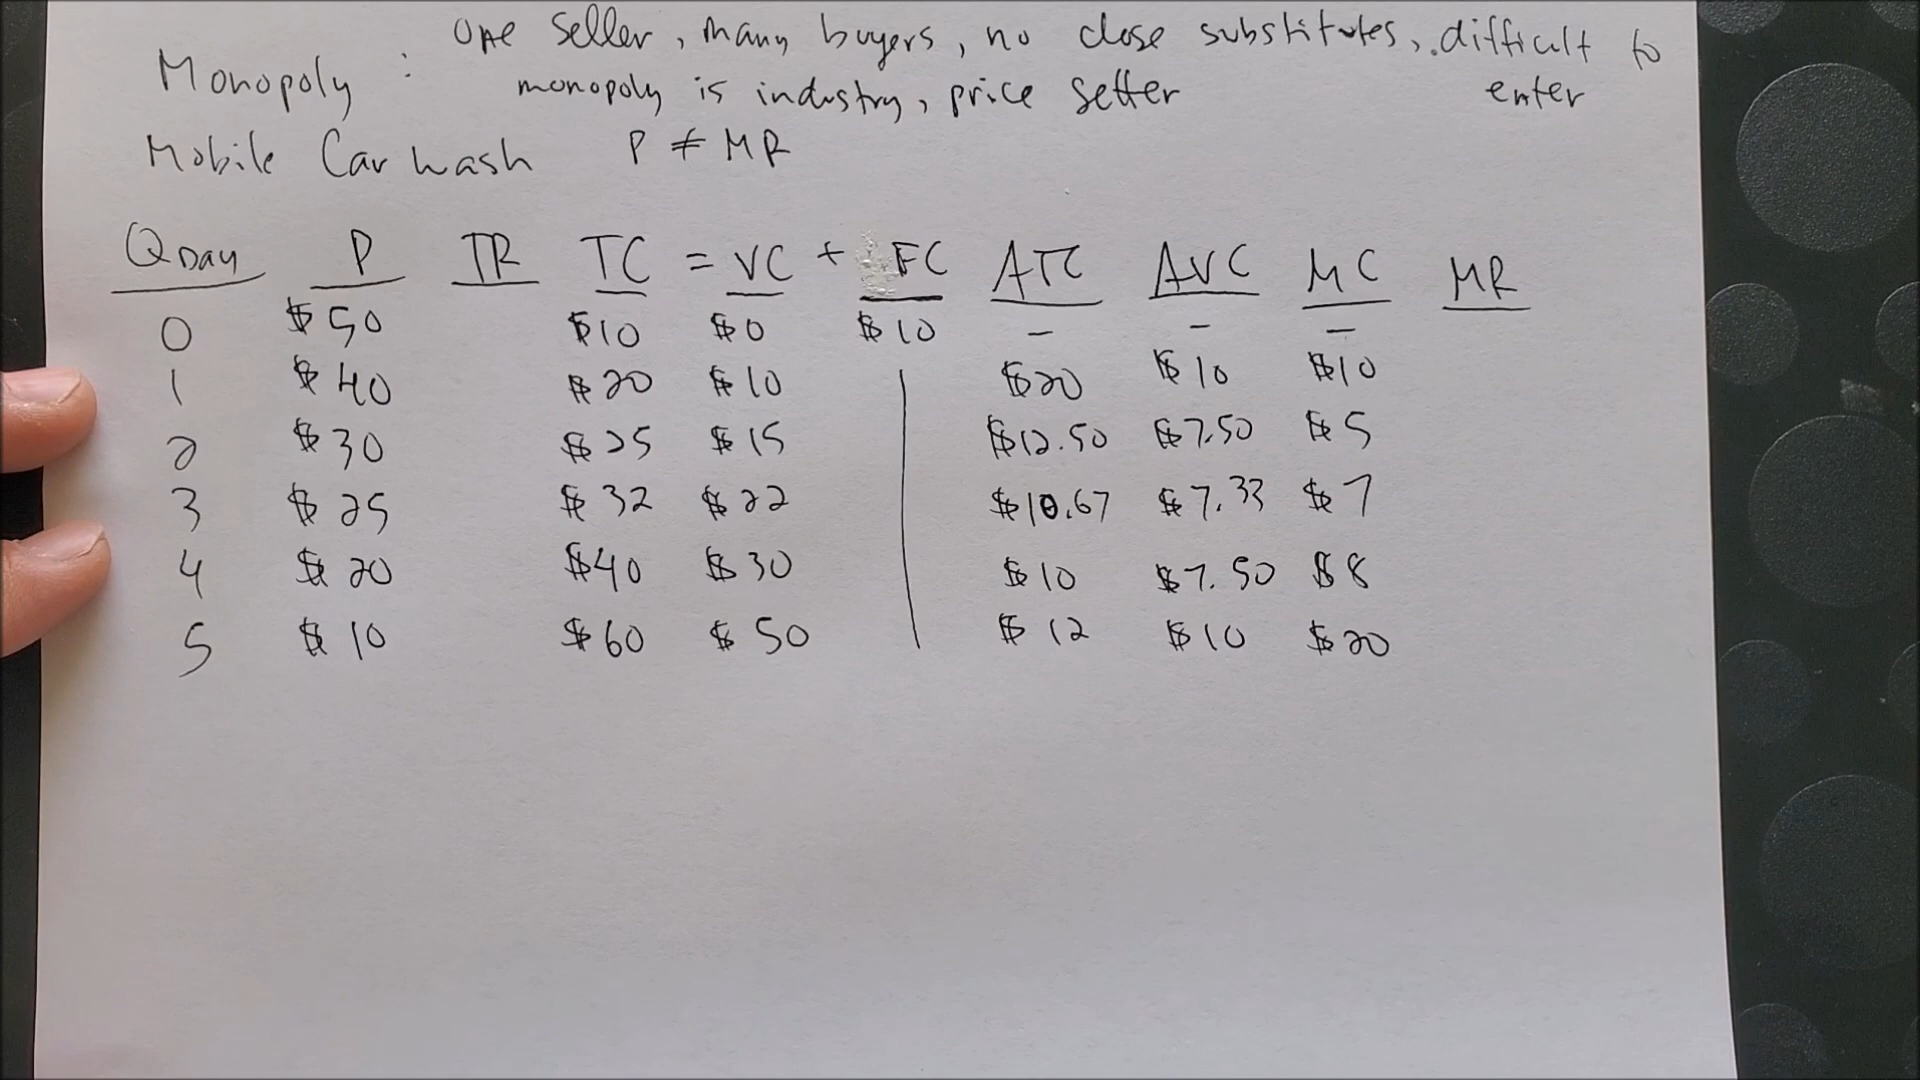 Monopoly : one seller, many buyers, no close substitutes, difficult to enter
monopoly is industry, price setter
Mobile Car wash P ≠ MR
QDay P TR TC = VC + FC ATC AVC MC MR
0 $50 $10 $0 $10 - - -
1 $40 $20 $10 $20 $10 $10
2 $30 $25 $15 $12.50 $7.50 $5
3 $25 $32 $22 $10.67 $7.33 $7
4 $20 $40 $30 $10 $7.50 $8
5 $10 $60 $50 $12 $10 $20